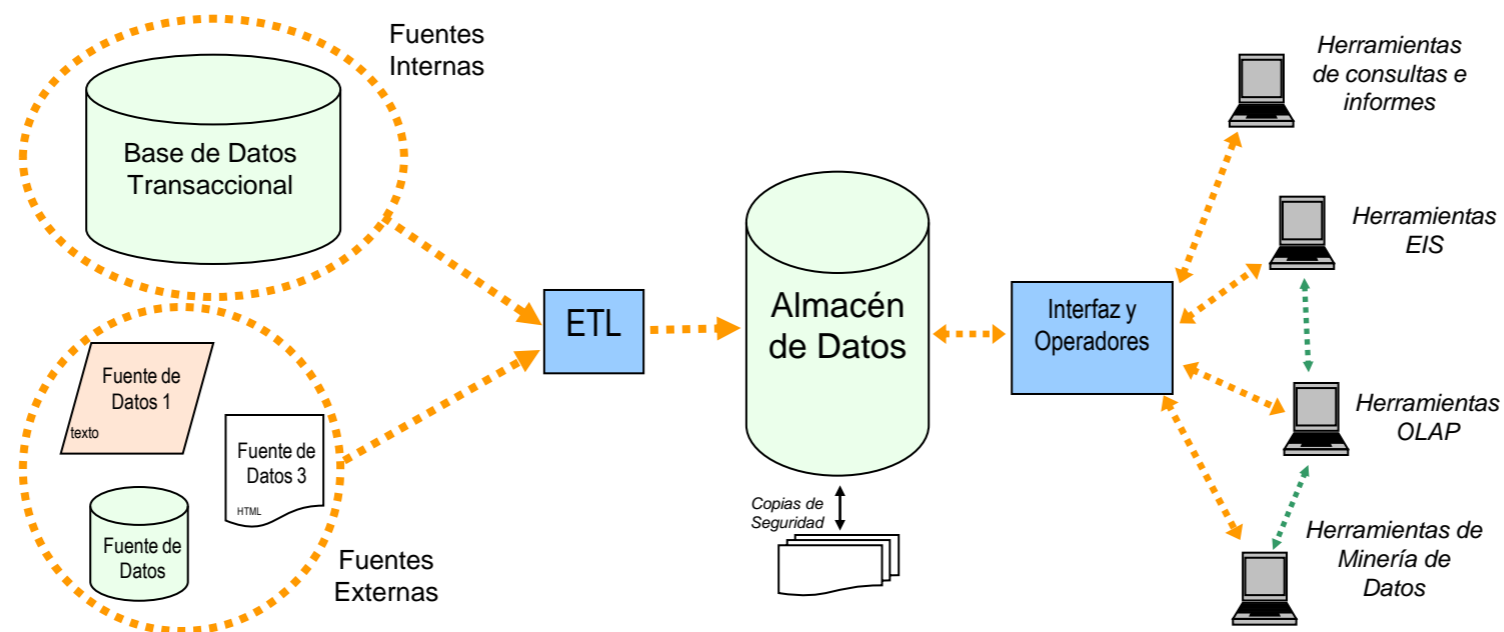 Fuentes
Internas
Base de Datos
Transaccional
Fuente de
Datos 1
texto
Fuente de
Datos 3
HTML
Fuente de
Datos
Fuentes
Externas
ETL
Almacén
de Datos
Copias de
Seguridad
Interfaz y
Operadores
Herramientas
de consultas e
informes
Herramientas
EIS
Herramientas
OLAP
Herramientas de
Minería de
Datos